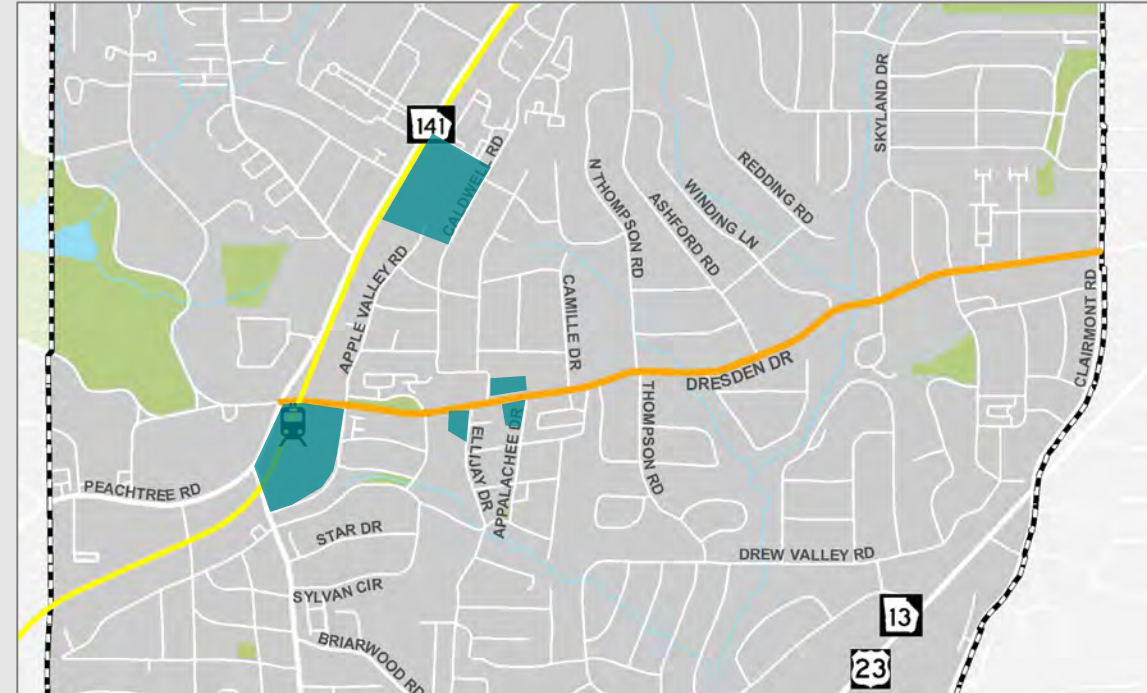 141
SKYLAND DR
CALDWELL RD
REDDING RD
N THOMPSON RD
WINDING LN
ASHFORD RD
APPLE VALLEY RD
CAMILLE DR
CLAIRMONT RD
DRESDEN DR
THOMPSON RD
ELLIJAY DR
APPALACHEE DR
PEACHTREE RD
STAR DR
DREW VALLEY RD
SYLVAN CIR
13
BRIARWOOD RD
23